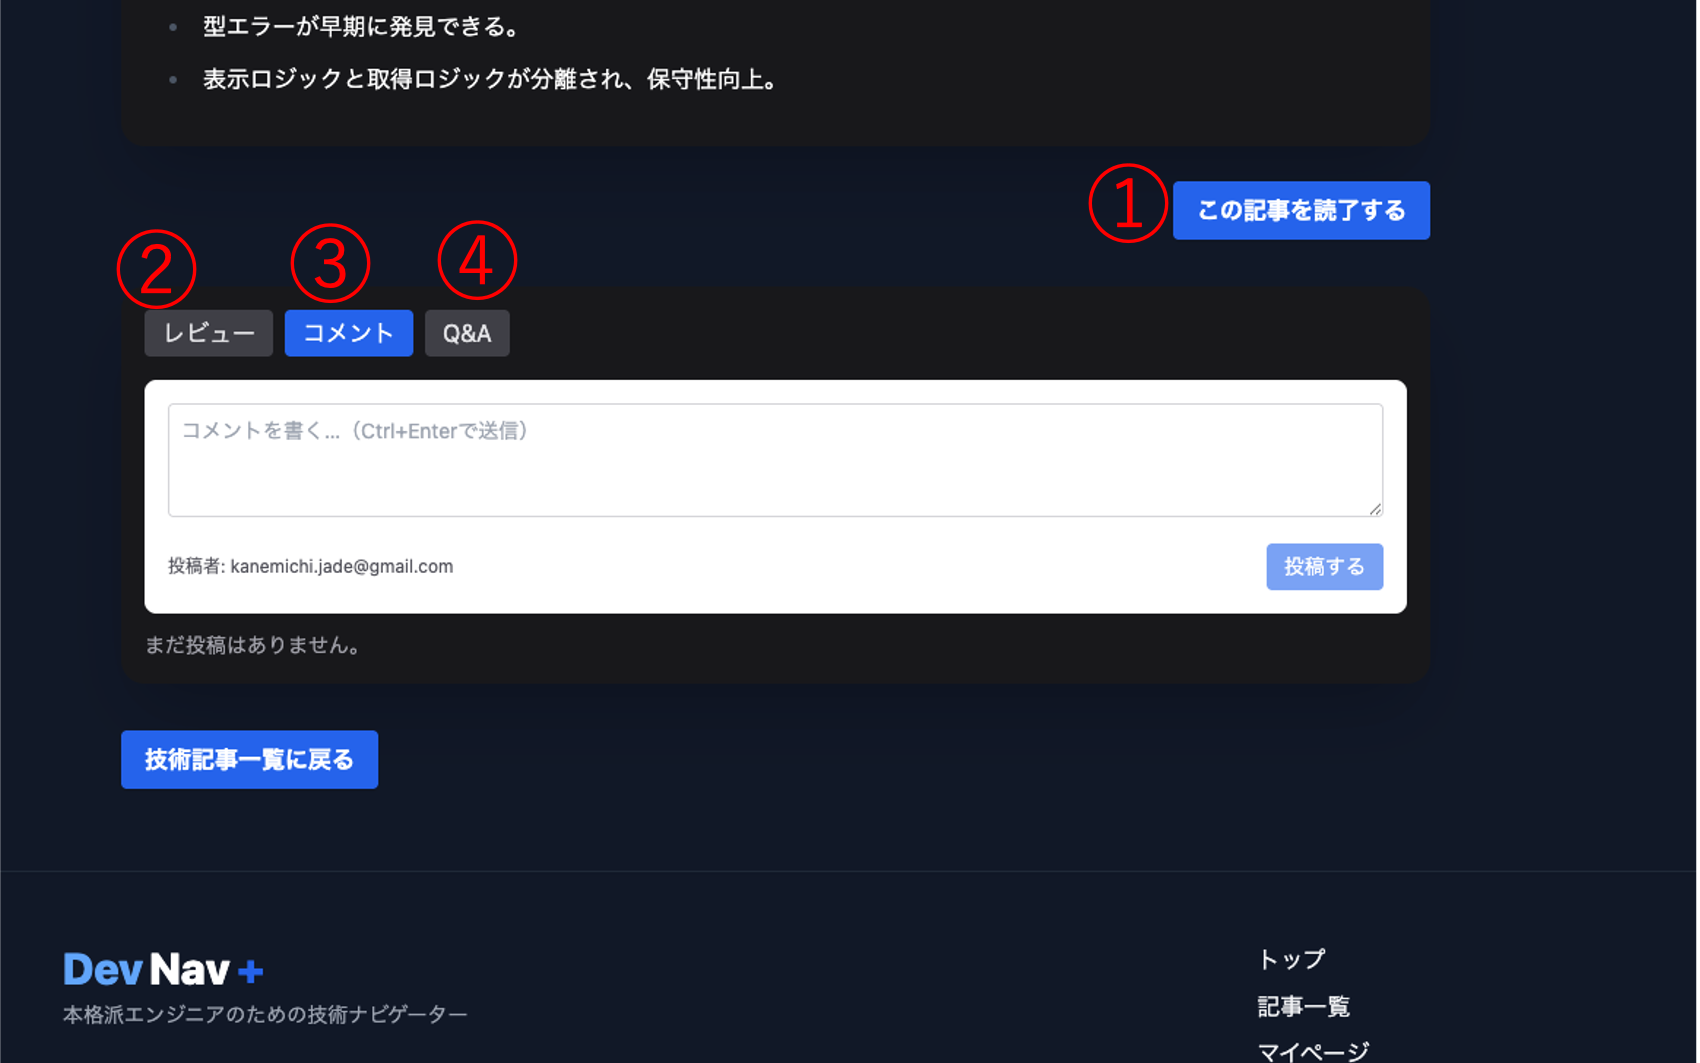 型エラーが早期に発見できる。
表示ロジックと取得ロジックが分離され、保守性向上。
① この記事を読了する
② ③ ④
レビュー コメント Q&A
コメントを書く...（Ctrl+Enterで送信）
投稿者: kanemichi.jade@gmail.com 投稿する
まだ投稿はありません。
技術記事一覧に戻る
Dev Nav +
本格派エンジニアのための技術ナビゲーター
トップ
記事一覧
マイページ